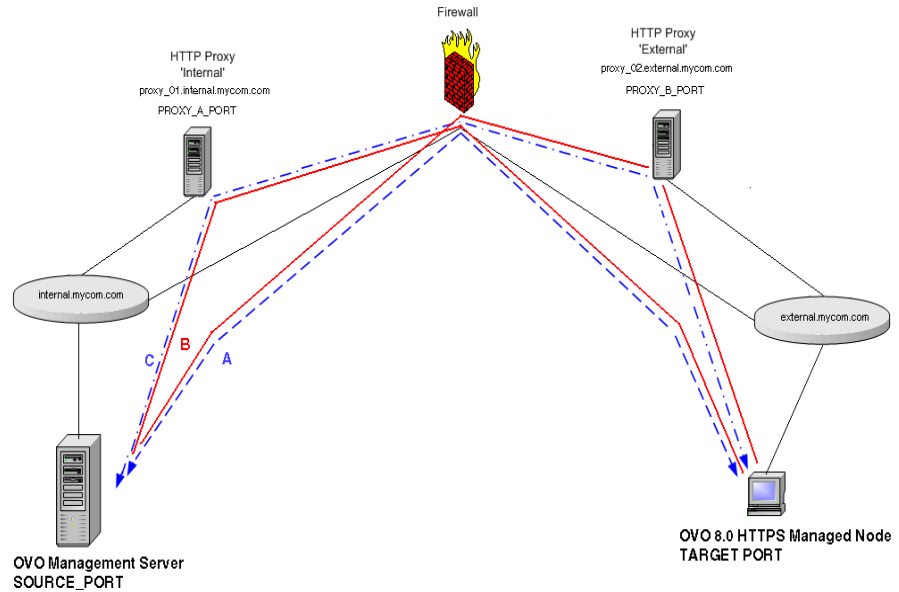 Firewall
HTTP Proxy
'Internal'
proxy_01.internal.mycom.com
PROXY_A_PORT
HTTP Proxy
'External'
proxy_02.external.mycom.com
PROXY_B_PORT
internal.mycom.com
external.mycom.com
C
B
A
OVO Management Server
SOURCE_PORT
OVO 8.0 HTTPS Managed Node
TARGET PORT